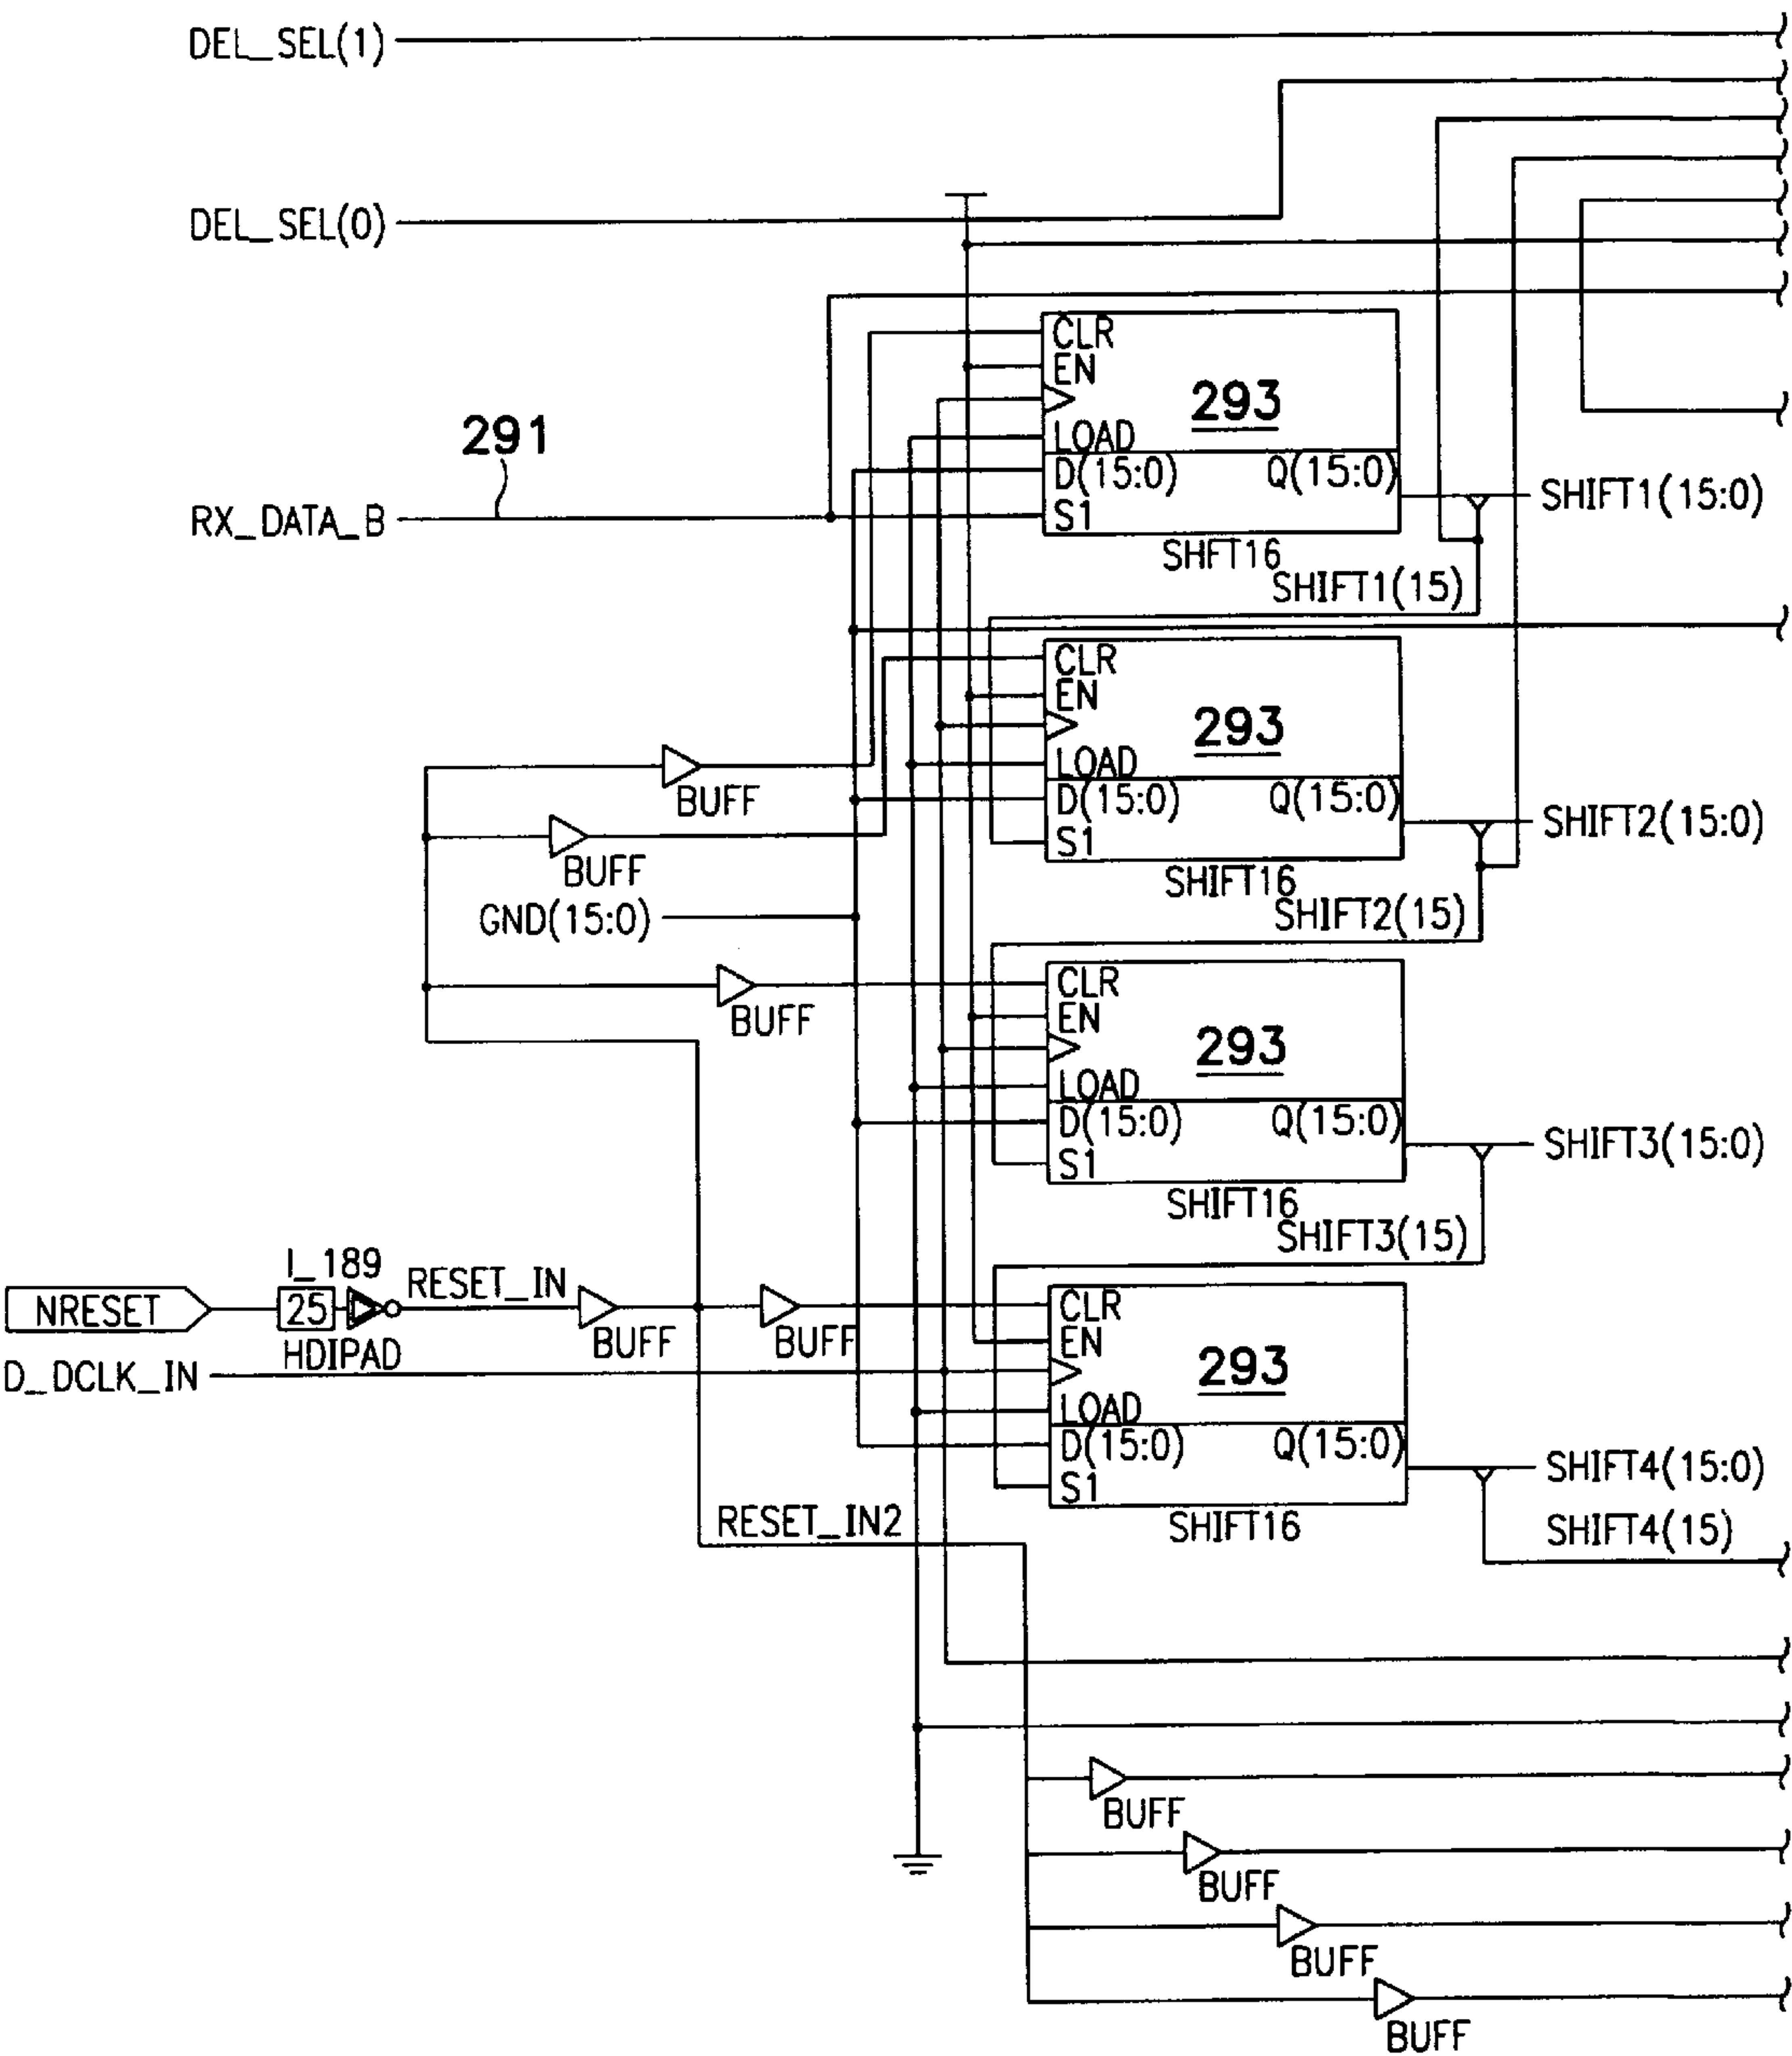 DEL_SEL(1)
DEL_SEL(0)
CLR
EN
293
LOAD
D(15:0) Q(15:0)
S1
291
RX_DATA_B
SHIFT1(15:0)
SHFT16
SHIFT1(15)
CLR
EN
293
LOAD
D(15:0) Q(15:0)
S1
BUFF
BUFF
SHIFT2(15:0)
SHIFT16
SHIFT2(15)
GND(15:0)
CLR
EN
293
LOAD
D(15:0) Q(15:0)
S1
BUFF
SHIFT3(15:0)
SHIFT16
SHIFT3(15)
I_189
NRESET
25
RESET_IN
HDIPAD
BUFF
BUFF
D_DCLK_IN
CLR
EN
293
LOAD
D(15:0) Q(15:0)
S1
SHIFT4(15:0)
SHIFT16
SHIFT4(15)
RESET_IN2
BUFF
BUFF
BUFF
BUFF